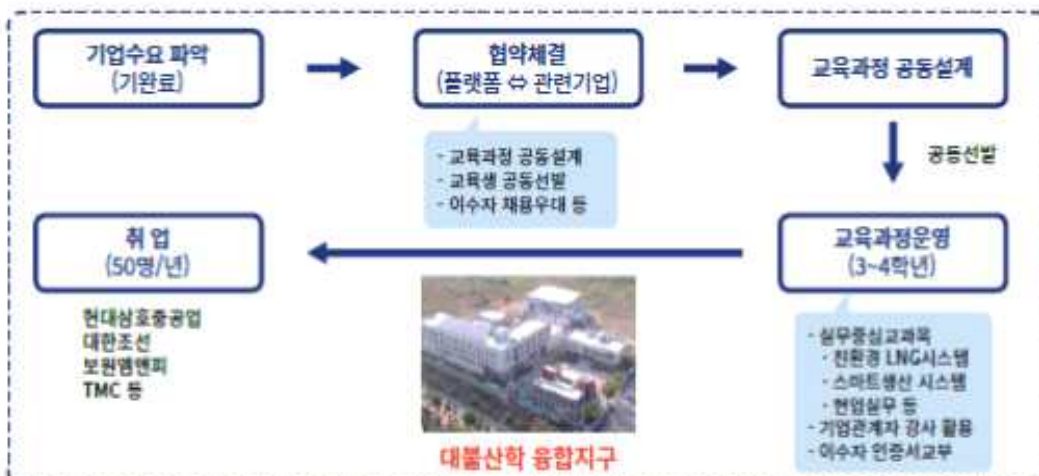 기업수요 파악
(기완료)
협약체결
(플랫폼 ⇔ 관련기업)
교육과정 공동설계
- 교육과정 공동설계
- 교육생 공동선발
- 이수자 채용우대 등
공동선발
취 업
(50명/년)
교육과정운영
(3~4학년)
현대삼호중공업
대한조선
보원엠앤피
TMC 등
- 실무중심교과목
- 친환경 LNG시스템
- 스마트생산 시스템
- 현업실무 등
- 기업관계자 강사 활용
- 이수자 인증서교부
대불산학 융합지구